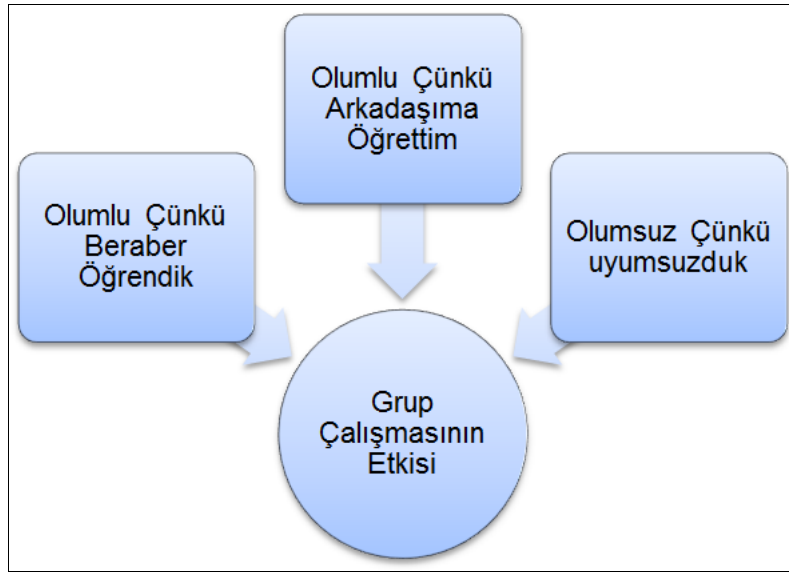 Olumlu Çünkü
Arkadaşıma
Öğrettim
Olumlu Çünkü
Beraber
Öğrendik
Olumsuz Çünkü
uyumsuzduk
Grup
Çalışmasının
Etkisi